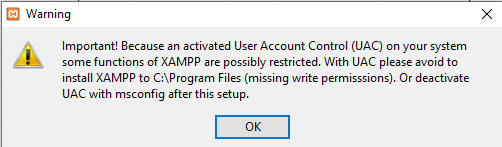 Warning
Important! Because an activated User Account Control (UAC) on your system
some functions of XAMPP are possibly restricted. With UAC please avoid to
install XAMPP to C:\Program Files (missing write permisssions). Or deactivate
UAC with msconfig after this setup.
OK